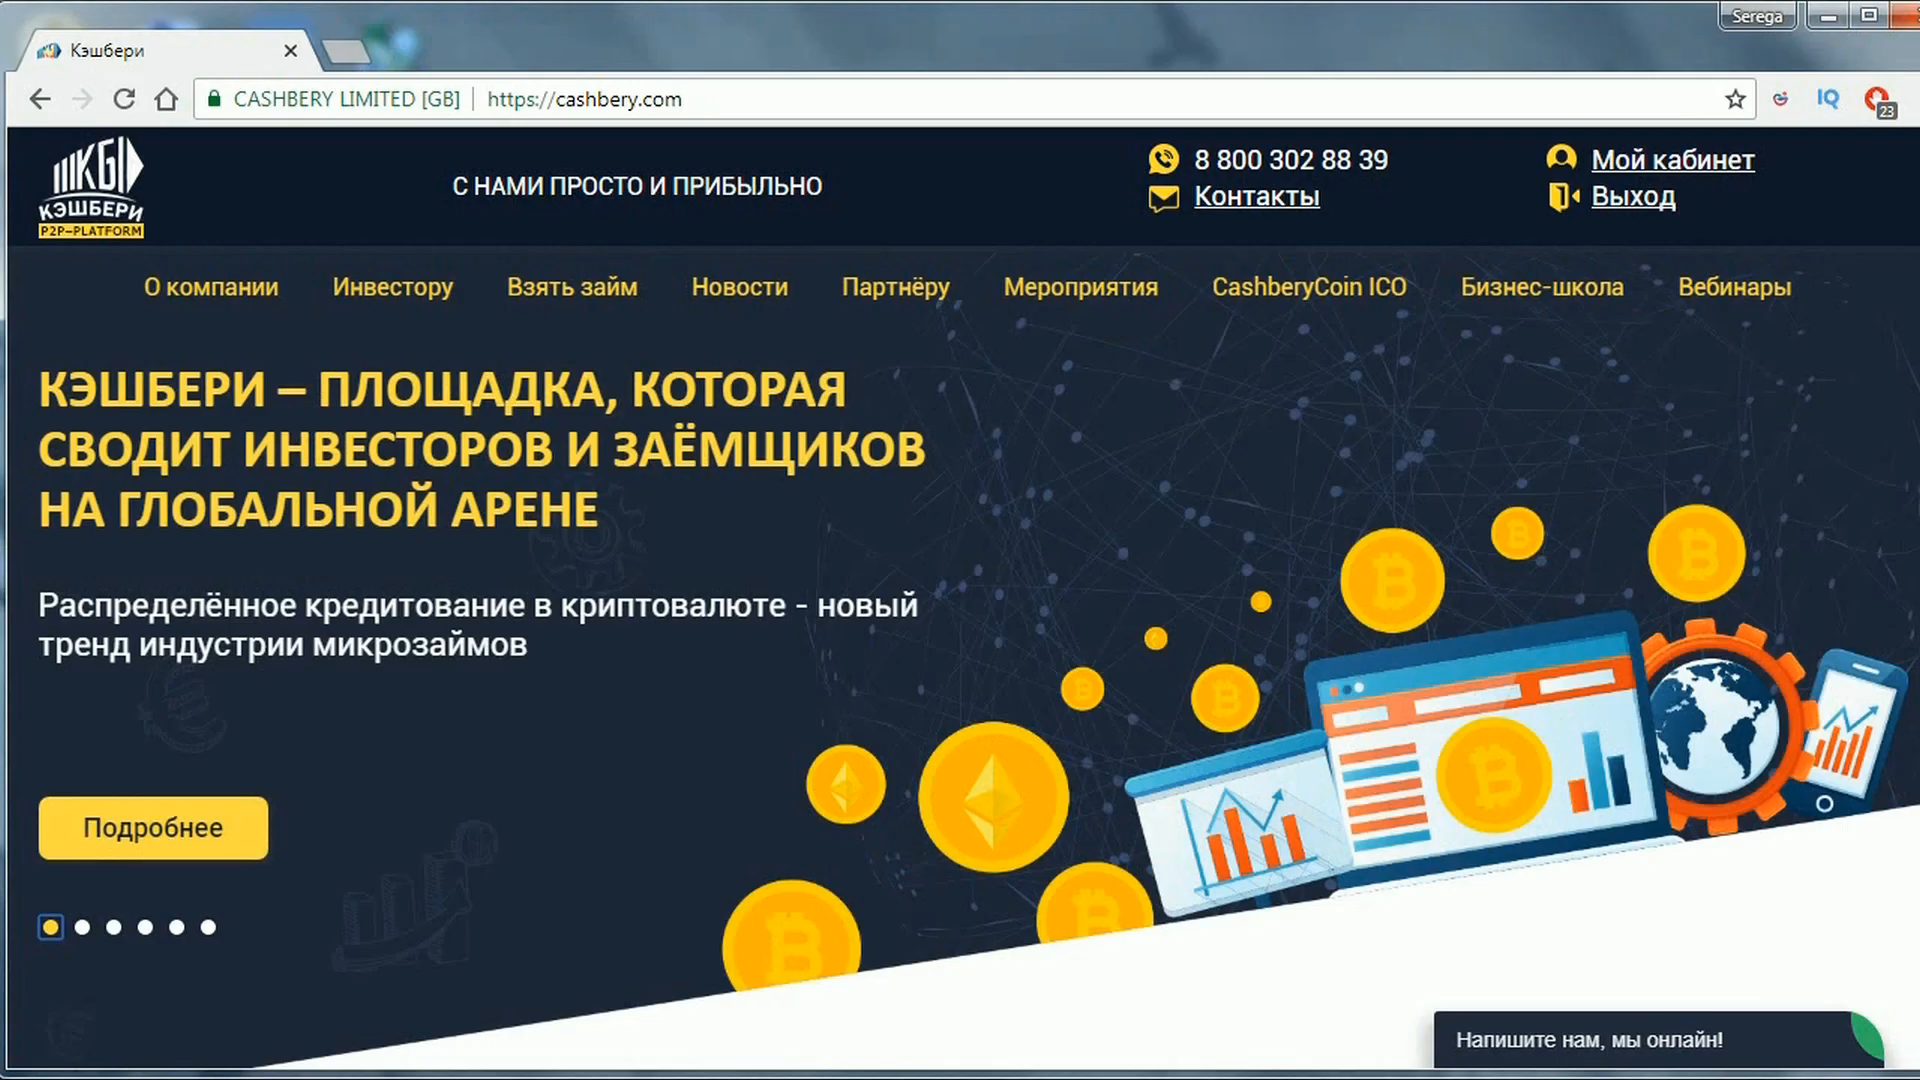 Serega
Кэшбери
CASHBERY LIMITED [GB] https://cashbery.com
IQ
23
КБ
КЭШБЕРИ
P2P-PLATFORM
С НАМИ ПРОСТО И ПРИБЫЛЬНО
8 800 302 88 39
Контакты
Мой кабинет
Выход
О компании Инвестору Взять займ Новости Партнёру Мероприятия CashberyCoin ICO Бизнес-школа Вебинары
КЭШБЕРИ – ПЛОЩАДКА, КОТОРАЯ
СВОДИТ ИНВЕСТОРОВ И ЗАЁМЩИКОВ
НА ГЛОБАЛЬНОЙ АРЕНЕ
Распределённое кредитование в криптовалюте - новый
тренд индустрии микрозаймов
Подробнее
Напишите нам, мы онлайн!